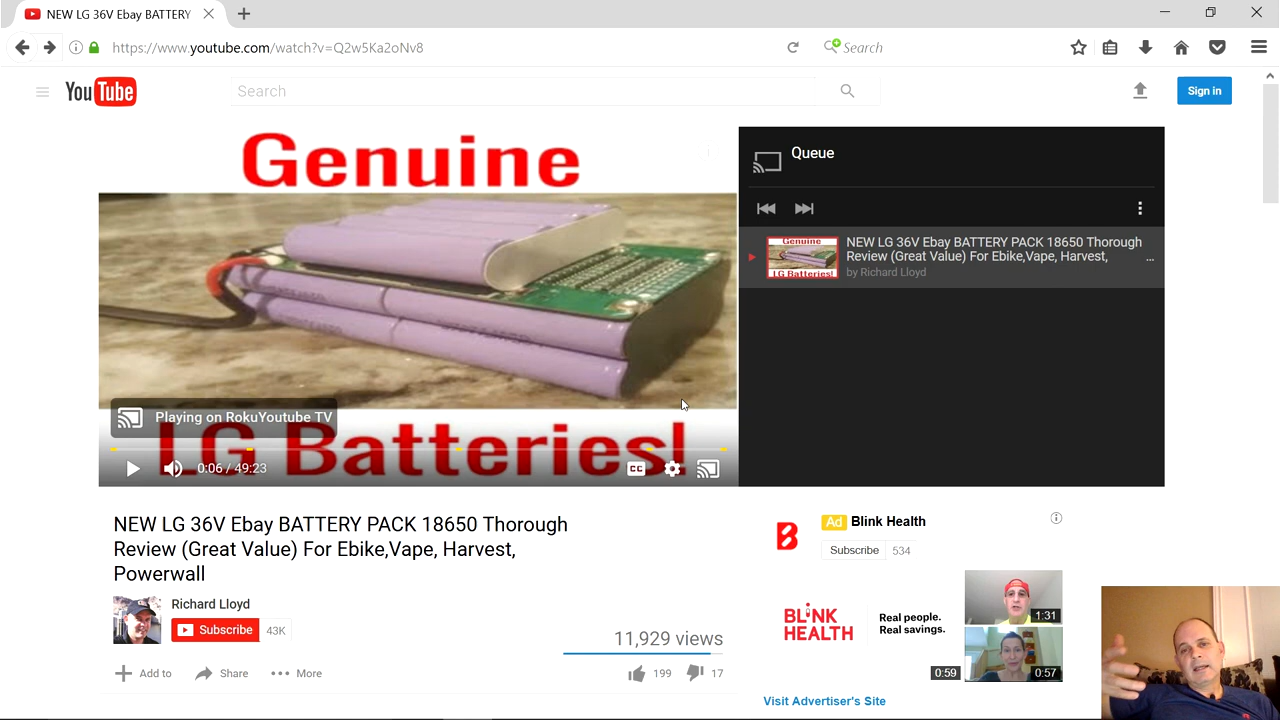 NEW LG 36V Ebay BATTERY
https://www.youtube.com/watch?v=Q2w5Ka2oNv8
Search
YouTube
Search
Sign in
Genuine
LG Batteries!
Playing on RokuYoutube TV
0:06 / 49:23
CC
Queue
Genuine
LG Batteries!
NEW LG 36V Ebay BATTERY PACK 18650 Thorough
Review (Great Value) For Ebike,Vape, Harvest,
...
by Richard Lloyd
NEW LG 36V Ebay BATTERY PACK 18650 Thorough
Review (Great Value) For Ebike,Vape, Harvest,
Powerwall
Richard Lloyd
Subscribe 43K
11,929 views
Add to Share More
199 17
Ad Blink Health
Subscribe 534
BLINK
HEALTH
Real people.
Real savings.
1:31
0:59
0:57
Visit Advertiser's Site